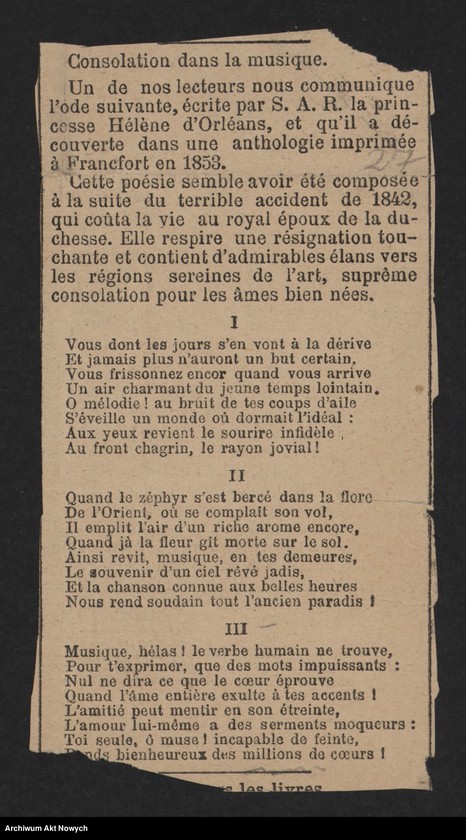 Consolation dans la musique.
Un de nos lecteurs nous communique
l'ode suivante, écrite par S. A. R. la prin-
cesse Hélène d'Orléans, et qu'il a dé-
couverte dans une anthologie imprimée
à Francfort en 1853.
27
Cette poésie semble avoir été composée
à la suite du terrible accident de 1842,
qui coûta la vie au royal époux de la du-
chesse. Elle respire une résignation tou-
chante et contient d'admirables élans vers
les régions sereines de l'art, suprême
consolation pour les âmes bien nées.
I
Vous dont les jours s'en vont à la dérive
Et jamais plus n'auront un but certain,
Vous frissonnez encor quand vous arrive
Un air charmant du jeune temps lointain.
O mélodie ! au bruit de tes coups d'aile
S'éveille un monde où dormait l'idéal :
Aux yeux revient le sourire infidèle ,
Au front chagrin, le rayon jovial !
II
Quand le zéphyr s'est bercé dans la flore
De l'Orient, où se complaît son vol,
Il emplit l'air d'un riche arome encore,
Quand jà la fleur gît morte sur le sol.
Ainsi revit, musique, en tes demeures,
Le souvenir d'un ciel rêvé jadis,
Et la chanson connue aux belles heures
Nous rend soudain tout l'ancien paradis !
III
Musique, hélas ! le verbe humain ne trouve,
Pour t'exprimer, que des mots impuissants :
Nul ne dira ce que le cœur éprouve
Quand l'âme entière exulte à tes accents !
L'amitié peut mentir en son étreinte,
L'amour lui-même a des serments moqueurs :
Toi seule, ô muse ! incapable de feinte,
bienheureux des millions de cœurs !
les livres
Archiwum Akt Nowych